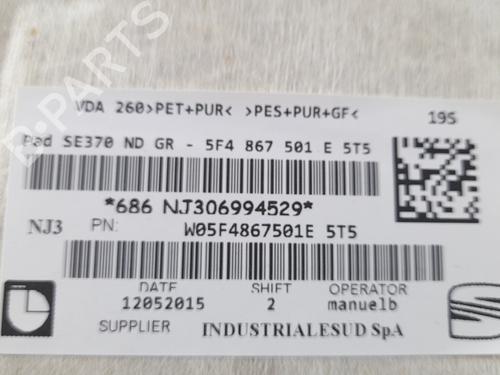 B-PARTS
VDA 260>PET+PUR< >PES+PUR+GF< 195
Pad SE370 ND GR - 5F4 867 501 E 5T5
*686 NJ306994529*
NJ3 PN: W05F4867501E 5T5
DATE SHIFT OPERATOR
12052015 2 manuelb
SUPPLIER INDUSTRIALESUD SpA